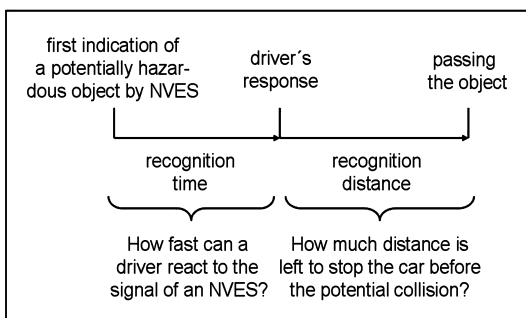 first indication of
a potentially hazar-
dous object by NVES
driver´s
response
passing
the object
recognition
time
recognition
distance
How fast can a
driver react to the
signal of an NVES?
How much distance is
left to stop the car before
the potential collision?